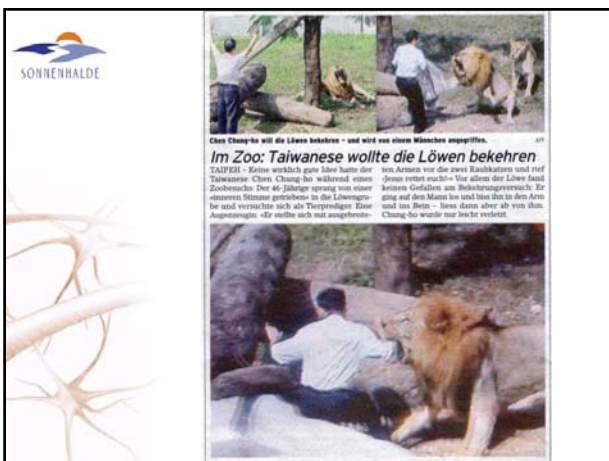 SONNENHALDE
Chen Chung-ho will die Löwen bekehren – und wird von einem Männchen angegriffen.
Im Zoo: Taiwanese wollte die Löwen bekehren
TAIPEH – Keine wirklich gute Idee hatte der
Taiwanese Chen Chung-ho während eines
Zoobesuchs: Der 46-Jährige sprang von einer
«inneren Stimme getrieben» in die Löwengru-
be und versuchte sich als Tierprediger. Eine
Augenzeugin: «Er stellte sich mit ausgebreite-
ten Armen vor die zwei Raubkatzen und rief
‹Jesus rettet euch!›» Vor allem der Löwe fand
keinen Gefallen am Bekehrungsversuch: Er
ging auf den Mann los und biss ihn in den Arm
und ins Bein – liess dann aber ab von ihm.
Chung-ho wurde nur leicht verletzt.